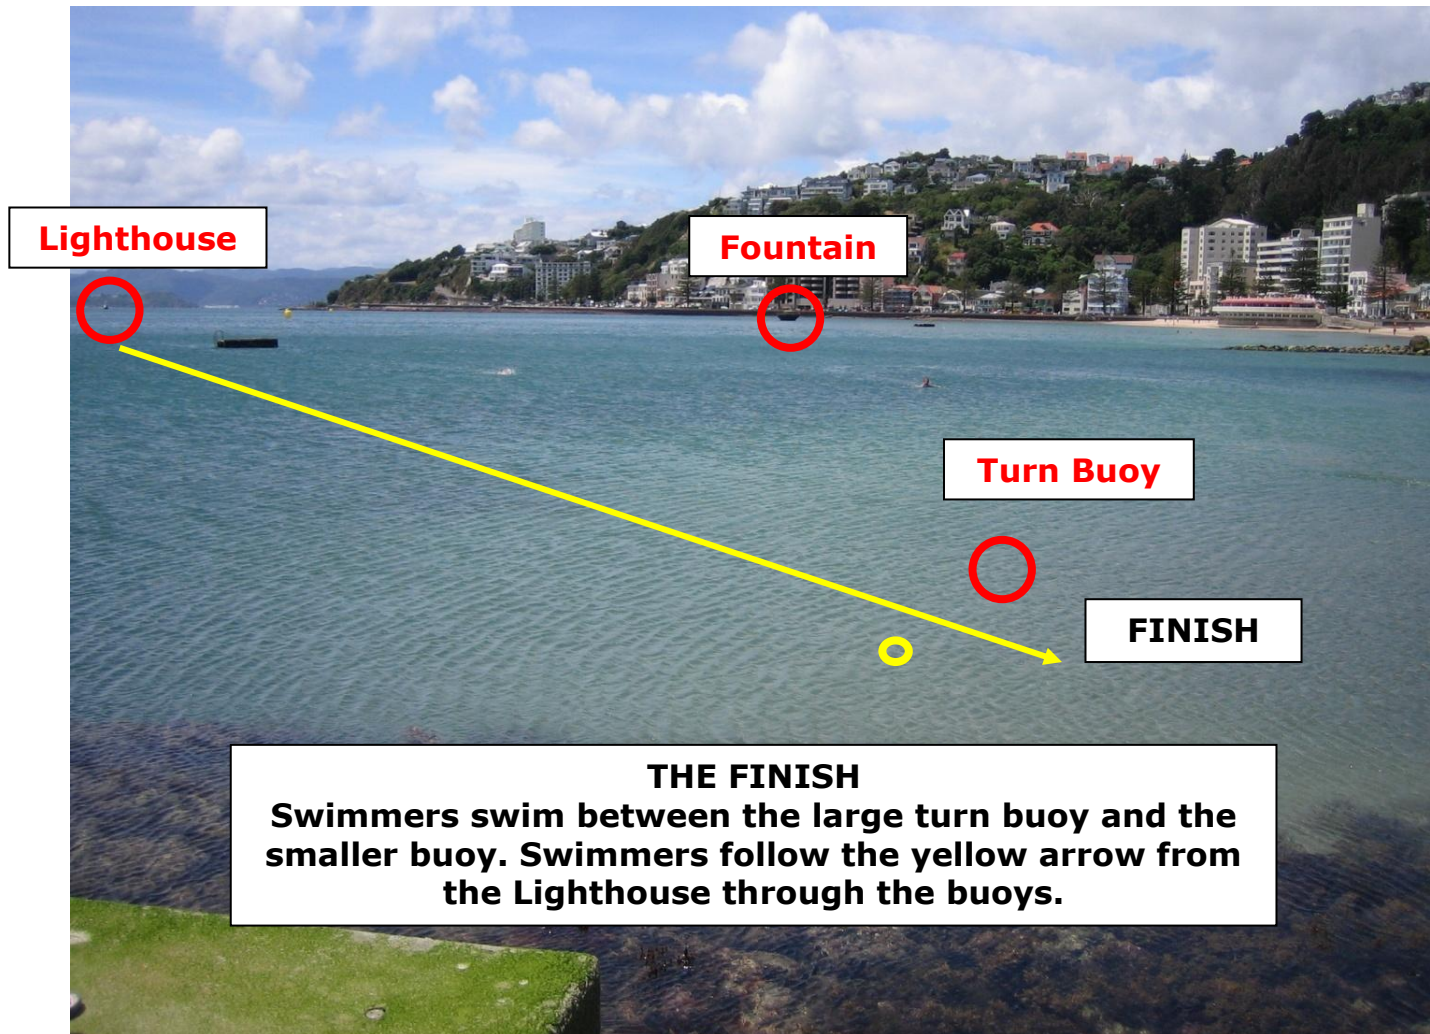 Lighthouse
Fountain
Turn Buoy
FINISH
THE FINISH
Swimmers swim between the large turn buoy and the
smaller buoy. Swimmers follow the yellow arrow from
the Lighthouse through the buoys.